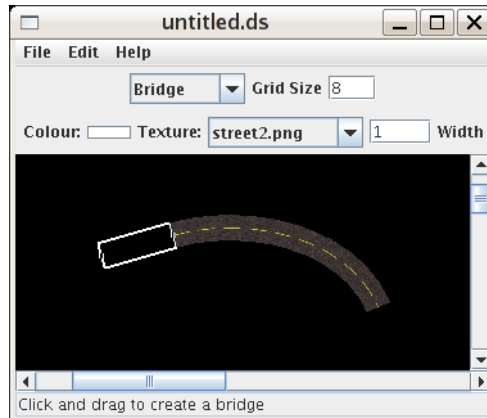 untitled.ds
File Edit Help
Bridge Grid Size 8
Colour: Texture: street2.png 1 Width
Click and drag to create a bridge